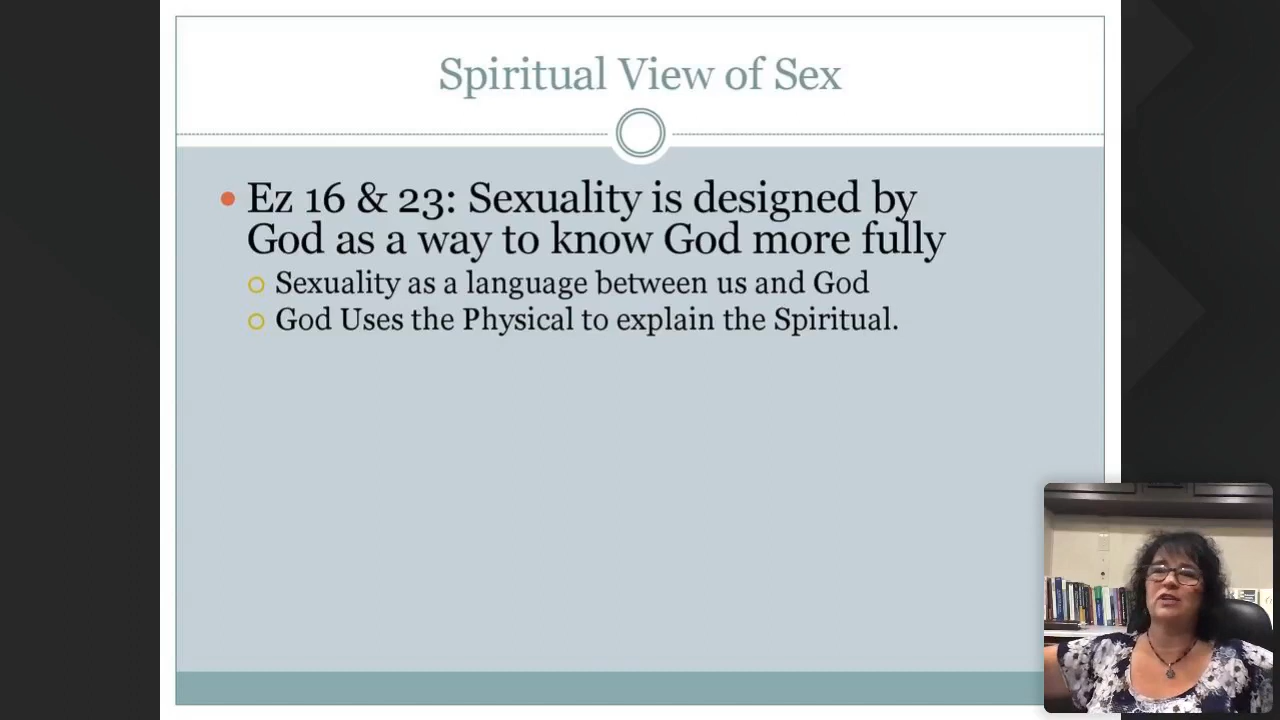 Spiritual View of Sex
Ez 16 & 23: Sexuality is designed by
God as a way to know God more fully
Sexuality as a language between us and God
God Uses the Physical to explain the Spiritual.